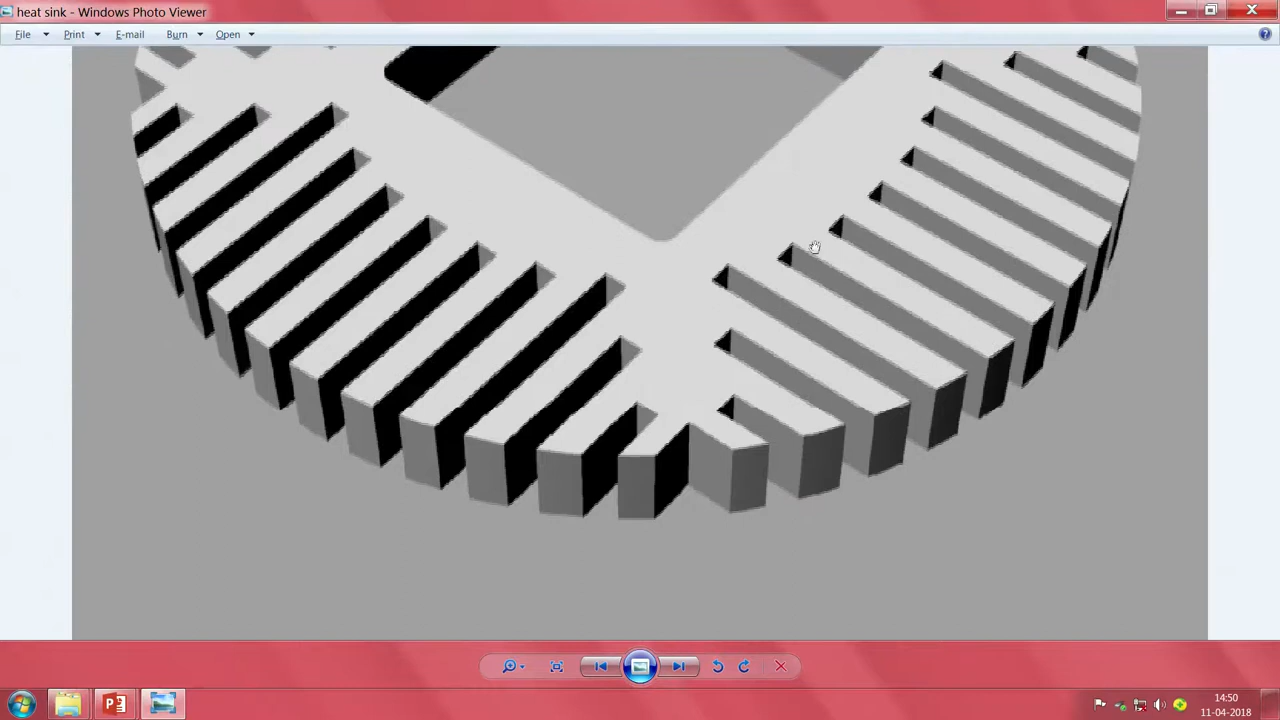 heat sink - Windows Photo Viewer
File Print E-mail Burn Open
14:50
11-04-2018